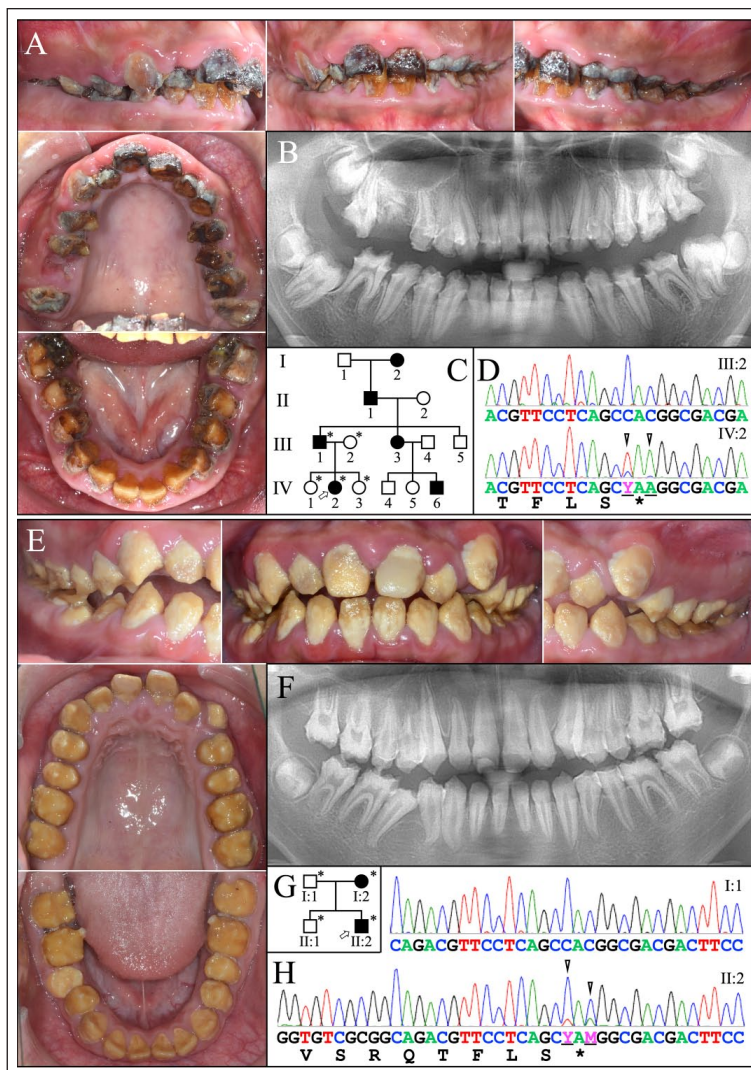 A
B
C
I
1 2
II
1 2
III
1 * 2 * 3 4 5
IV
1 * 2 * 3 * 4 5 6
D
III:2
ACGTTCCTCAGCCACGGCGACGA
IV:2
ACGTTCCTCAGCYAAGGCGACGA
T F L S *
E
F
G
I:1 * I:2 *
II:1 * II:2 *
I:1
CAGACGTTCCTCAGCCACGGCGACGACTTCC
H
II:2
GGTGTCGCGGCAGACGTTCCTCAGCYAMGGCGACGACTTCC
V S R Q T F L S *